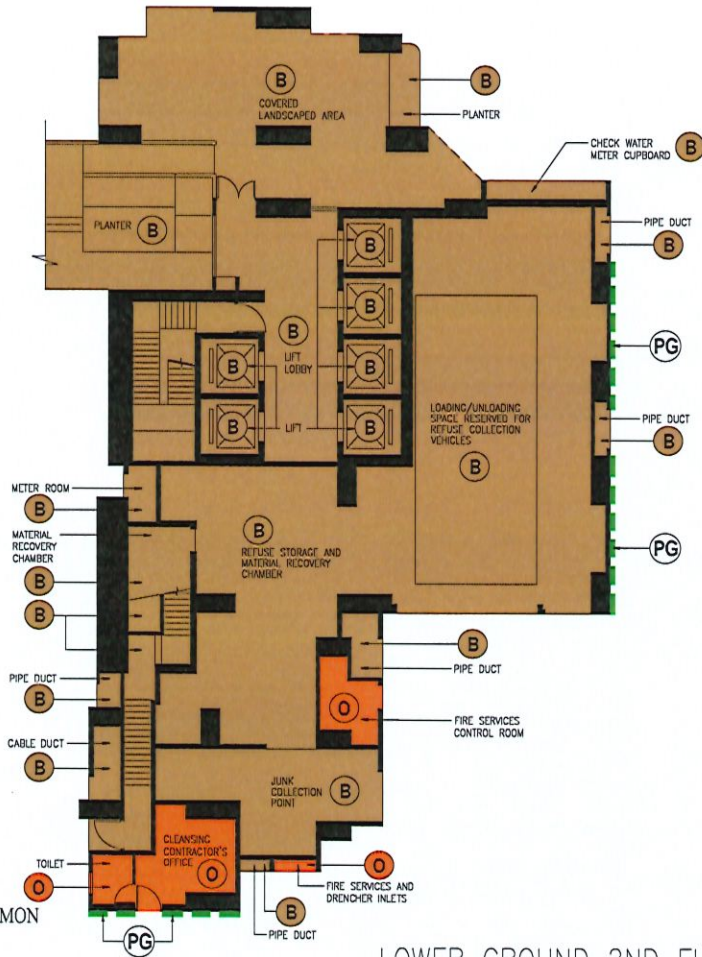 B
COVERED
LANDSCAPED AREA
B
PLANTER
CHECK WATER
METER CUPBOARD
B
PLANTER
B
PIPE DUCT
B
B
B
B
LIFT
LOBBY
PG
B
B
LOADING/UNLOADING
SPACE RESERVED FOR
REFUSE COLLECTION
VEHICLES
B
PIPE DUCT
B
B
LIFT
B
METER ROOM
B
MATERIAL
RECOVERY
CHAMBER
B
B
B
REFUSE STORAGE AND
MATERIAL RECOVERY
CHAMBER
PG
B
PIPE DUCT
PIPE DUCT
B
O
FIRE SERVICES
CONTROL ROOM
CABLE DUCT
B
JUNK
COLLECTION
POINT
B
CLEANSING
CONTRACTOR'S
OFFICE
O
TOILET
O
O
FIRE SERVICES AND
DRENCHER INLETS
MON
B
PIPE DUCT
PG